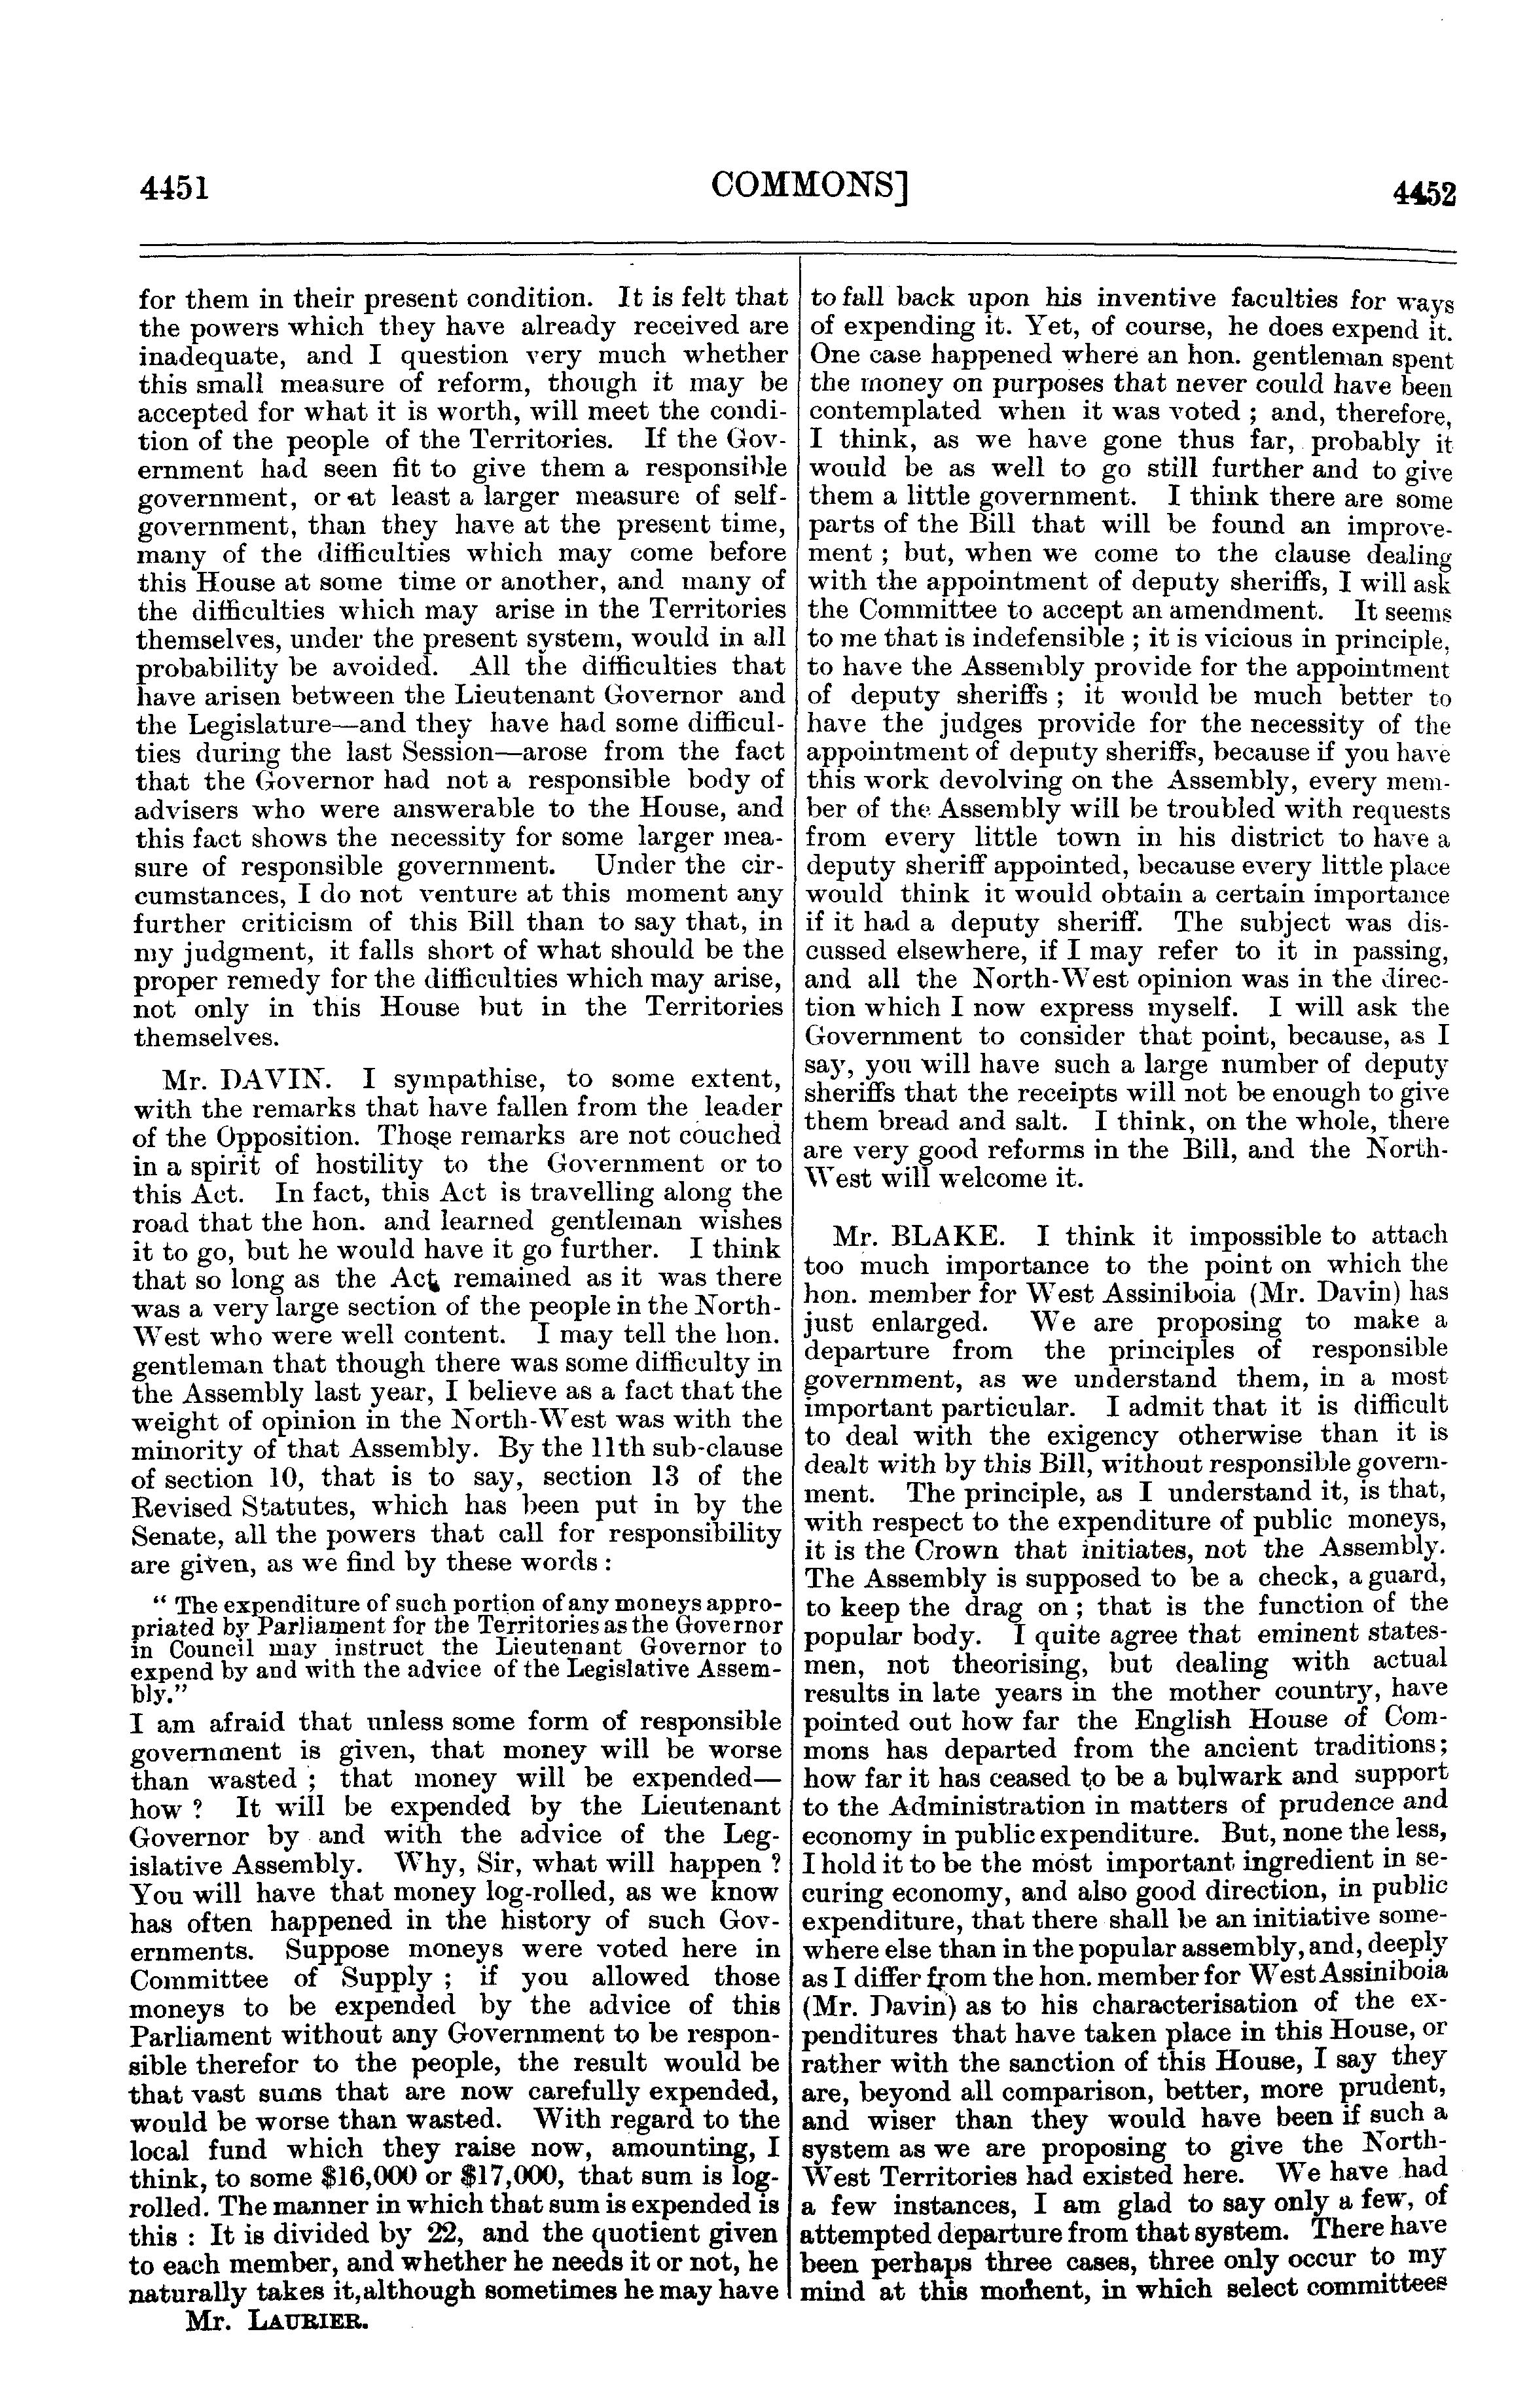 4451
COMMONS]
4452
for them in their present condition. It is felt that
the powers which they have already received are
inadequate, and I question very much whether
this small measure of reform, though it may be
accepted for what it is worth, will meet the condi-
tion of the people of the Territories. If the Gov-
ernment had seen fit to give them a responsible
government, or at least a larger measure of self-
government, than they have at the present time,
many of the difficulties which may come before
this House at some time or another, and many of
the difficulties which may arise in the Territories
themselves, under the present system, would in all
probability be avoided. All the difficulties that
have arisen between the Lieutenant Governor and
the Legislature—and they have had some difficul-
ties during the last Session—arose from the fact
that the Governor had not a responsible body of
advisers who were answerable to the House, and
this fact shows the necessity for some larger mea-
sure of responsible government. Under the cir-
cumstances, I do not venture at this moment any
further criticism of this Bill than to say that, in
my judgment, it falls short of what should be the
proper remedy for the difficulties which may arise,
not only in this House but in the Territories
themselves.
Mr. DAVIN. I sympathise, to some extent,
with the remarks that have fallen from the leader
of the Opposition. Those remarks are not couched
in a spirit of hostility to the Government or to
this Act. In fact, this Act is travelling along the
road that the hon. and learned gentleman wishes
it to go, but he would have it go further. I think
that so long as the Act remained as it was there
was a very large section of the people in the North-
West who were well content. I may tell the hon.
gentleman that though there was some difficulty in
the Assembly last year, I believe as a fact that the
weight of opinion in the North-West was with the
minority of that Assembly. By the 11th sub-clause
of section 10, that is to say, section 13 of the
Revised Statutes, which has been put in by the
Senate, all the powers that call for responsibility
are given, as we find by these words :
" The expenditure of such portion of any moneys appro-
priated by Parliament for the Territories as the Governor
in Council may instruct the Lieutenant Governor to
expend by and with the advice of the Legislative Assem-
bly."
I am afraid that unless some form of responsible
government is given, that money will be worse
than wasted ; that money will be expended—
how ? It will be expended by the Lieutenant
Governor by and with the advice of the Leg-
islative Assembly. Why, Sir, what will happen ?
You will have that money log-rolled, as we know
has often happened in the history of such Gov-
ernments. Suppose moneys were voted here in
Committee of Supply ; if you allowed those
moneys to be expended by the advice of this
Parliament without any Government to be respon-
sible therefor to the people, the result would be
that vast sums that are now carefully expended,
would be worse than wasted. With regard to the
local fund which they raise now, amounting, I
think, to some $16,000 or $17,000, that sum is log-
rolled. The manner in which that sum is expended is
this : It is divided by 22, and the quotient given
to each member, and whether he needs it or not, he
naturally takes it, although sometimes he may have
Mr. LAURIER.
to fall back upon his inventive faculties for ways
of expending it. Yet, of course, he does expend it.
One case happened where an hon. gentleman spent
the money on purposes that never could have been
contemplated when it was voted ; and, therefore,
I think, as we have gone thus far, probably it
would be as well to go still further and to give
them a little government. I think there are some
parts of the Bill that will be found an improve-
ment ; but, when we come to the clause dealing
with the appointment of deputy sheriffs, I will ask
the Committee to accept an amendment. It seems
to me that is indefensible ; it is vicious in principle,
to have the Assembly provide for the appointment
of deputy sheriffs ; it would be much better to
have the judges provide for the necessity of the
appointment of deputy sheriffs, because if you have
this work devolving on the Assembly, every mem-
ber of the Assembly will be troubled with requests
from every little town in his district to have a
deputy sheriff appointed, because every little place
would think it would obtain a certain importance
if it had a deputy sheriff. The subject was dis-
cussed elsewhere, if I may refer to it in passing,
and all the North-West opinion was in the direc-
tion which I now express myself. I will ask the
Government to consider that point, because, as I
say, you will have such a large number of deputy
sheriffs that the receipts will not be enough to give
them bread and salt. I think, on the whole, there
are very good reforms in the Bill, and the North-
West will welcome it.
Mr. BLAKE. I think it impossible to attach
too much importance to the point on which the
hon. member for West Assiniboia (Mr. Davin) has
just enlarged. We are proposing to make a
departure from the principles of responsible
government, as we understand them, in a most
important particular. I admit that it is difficult
to deal with the exigency otherwise than it is
dealt with by this Bill, without responsible govern-
ment. The principle, as I understand it, is that,
with respect to the expenditure of public moneys,
it is the Crown that initiates, not the Assembly.
The Assembly is supposed to be a check, a guard,
to keep the drag on ; that is the function of the
popular body. I quite agree that eminent states-
men, not theorising, but dealing with actual
results in late years in the mother country, have
pointed out how far the English House of Com-
mons has departed from the ancient traditions;
how far it has ceased to be a bulwark and support
to the Administration in matters of prudence and
economy in public expenditure. But, none the less,
I hold it to be the most important ingredient in se-
curing economy, and also good direction, in public
expenditure, that there shall be an initiative some-
where else than in the popular assembly, and, deeply
as I differ from the hon. member for West Assiniboia
(Mr. Davin) as to his characterisation of the ex-
penditures that have taken place in this House, or
rather with the sanction of this House, I say they
are, beyond all comparison, better, more prudent,
and wiser than they would have been if such a
system as we are proposing to give the North-
West Territories had existed here. We have had
a few instances, I am glad to say only a few, of
attempted departure from that system. There have
been perhaps three cases, three only occur to my
mind at this moment, in which select committees